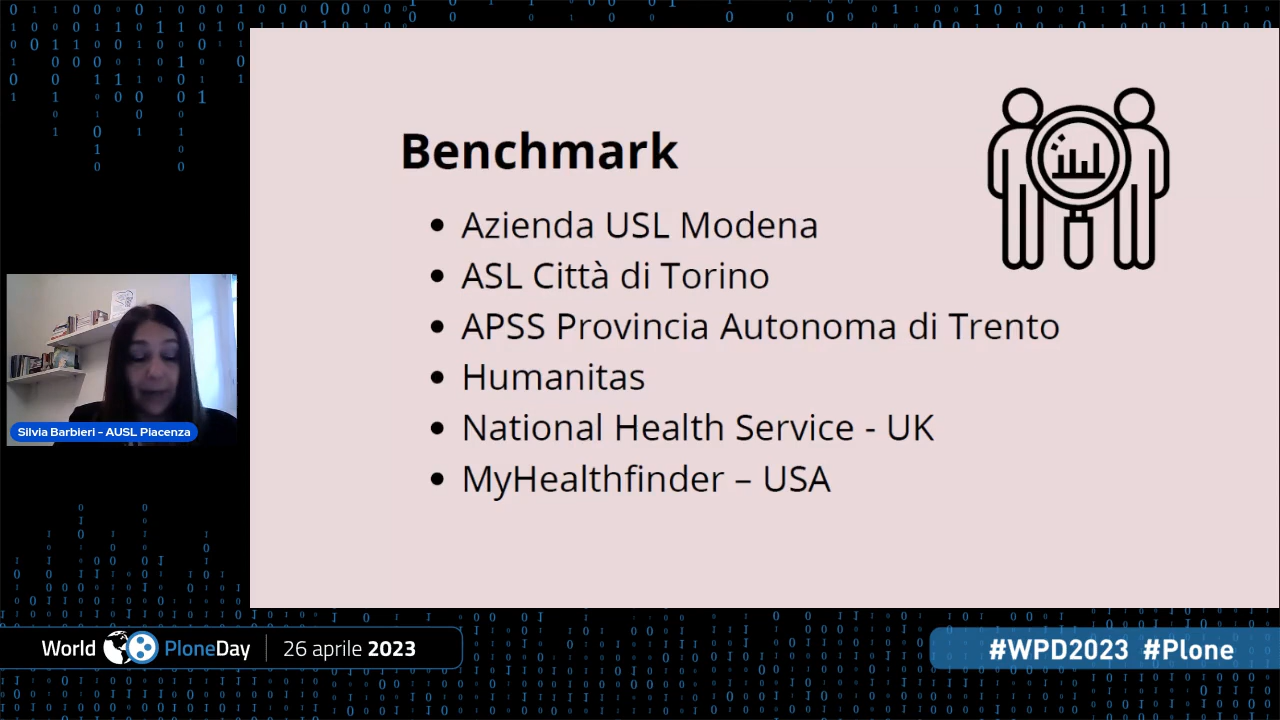 Benchmark
Azienda USL Modena
ASL Città di Torino
APSS Provincia Autonoma di Trento
Humanitas
National Health Service - UK
MyHealthfinder – USA
Silvia Barbieri - AUSL Piacenza
World PloneDay 26 aprile 2023
#WPD2023 #Plone